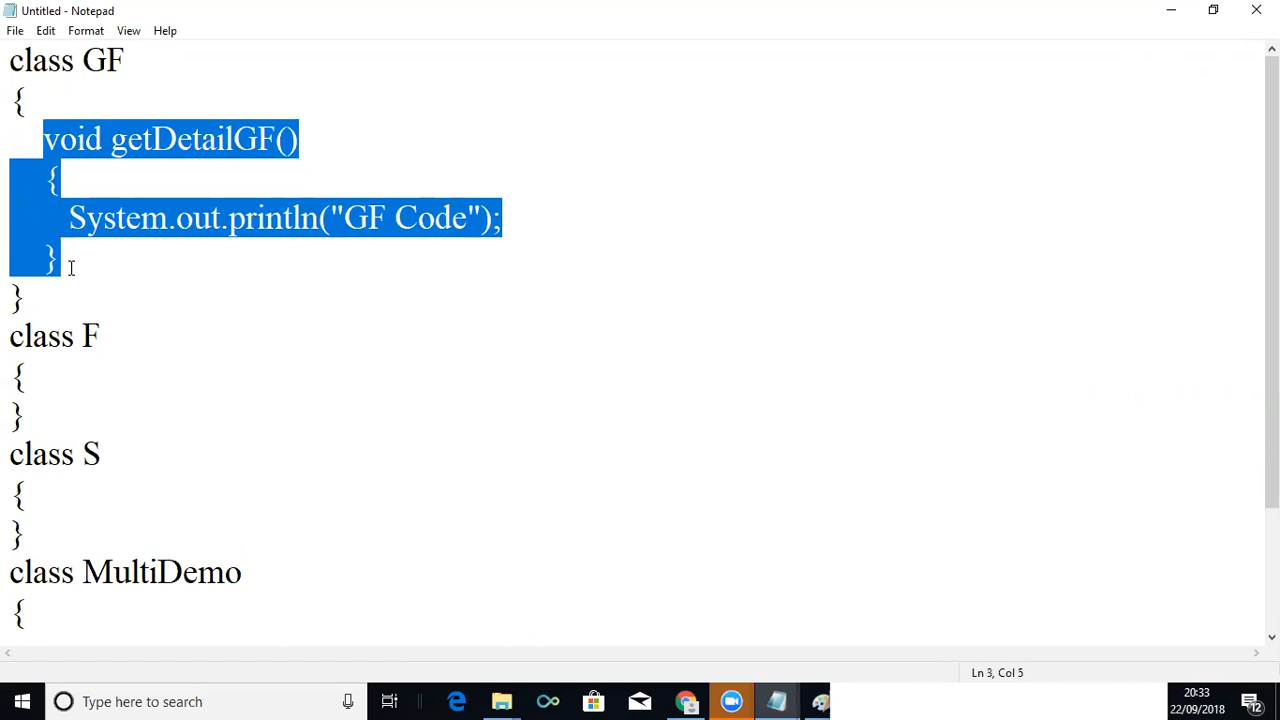 Untitled - Notepad
File Edit Format View Help
class GF
{
void getDetailGF()
{
System.out.println("GF Code");
}
}
class F
{
}
class S
{
}
class MultiDemo
{
Ln 3, Col 5
Type here to search
20:33
22/09/2018
12